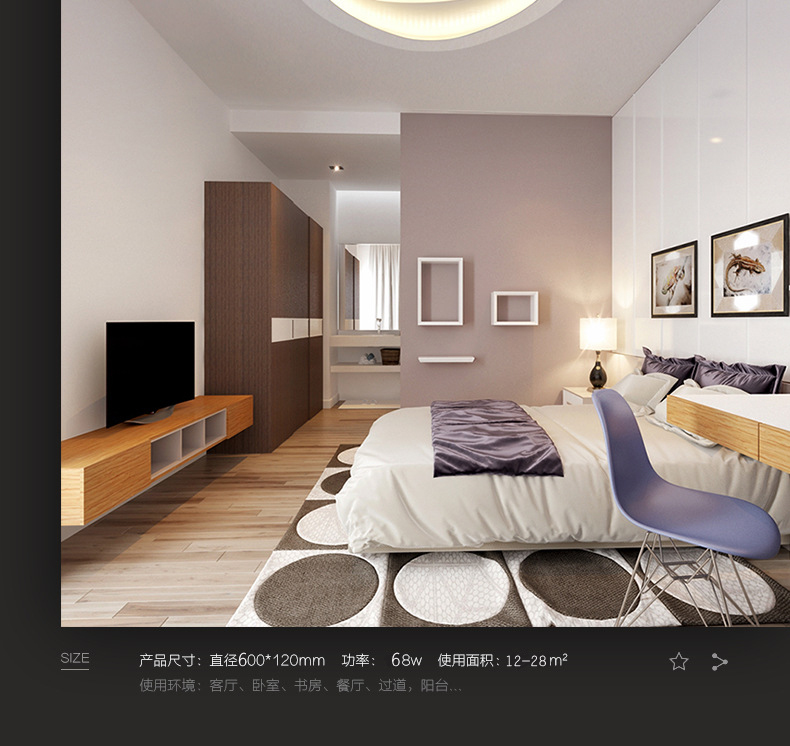 SIZE
产品尺寸：直径600*120mm 功率： 68w 使用面积：12-28㎡
使用环境：客厅、卧室、书房、餐厅、过道，阳台...